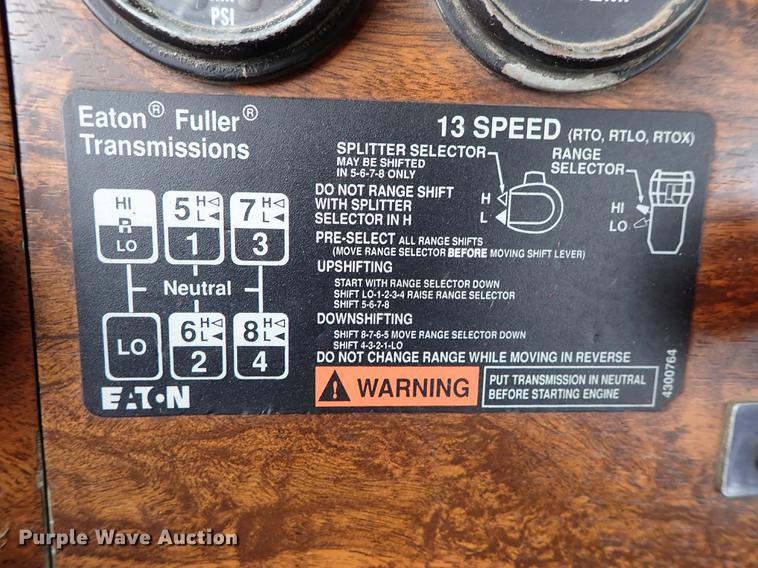 PSI
Eaton® Fuller®
Transmissions
13 SPEED (RTO, RTLO, RTOX)
SPLITTER SELECTOR
MAY BE SHIFTED
IN 5-6-7-8 ONLY
RANGE
SELECTOR
H
L
HI
LO
DO NOT RANGE SHIFT
WITH SPLITTER
SELECTOR IN H
PRE-SELECT ALL RANGE SHIFTS
(MOVE RANGE SELECTOR BEFORE MOVING SHIFT LEVER)
UPSHIFTING
START WITH RANGE SELECTOR DOWN
SHIFT LO-1-2-3-4 RAISE RANGE SELECTOR
SHIFT 5-6-7-8
DOWNSHIFTING
SHIFT 8-7-6-5 MOVE RANGE SELECTOR DOWN
SHIFT 4-3-2-1-LO
DO NOT CHANGE RANGE WHILE MOVING IN REVERSE
WARNING
PUT TRANSMISSION IN NEUTRAL
BEFORE STARTING ENGINE
4300764
HI
R
LO
5 H
L
1
7 H
L
3
Neutral
LO
6 H
L
2
8 H
L
4
EATON
Purple Wave Auction